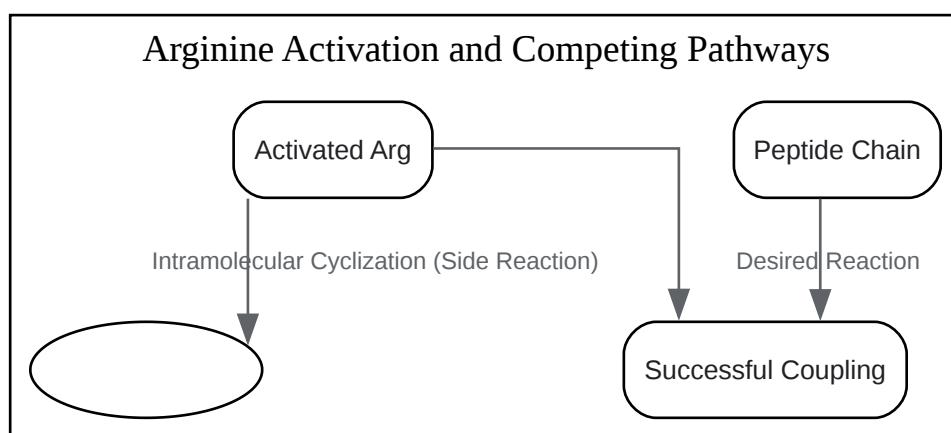 Arginine Activation and Competing Pathways
Activated Arg
Peptide Chain
Intramolecular Cyclization (Side Reaction)
Desired Reaction
Successful Coupling